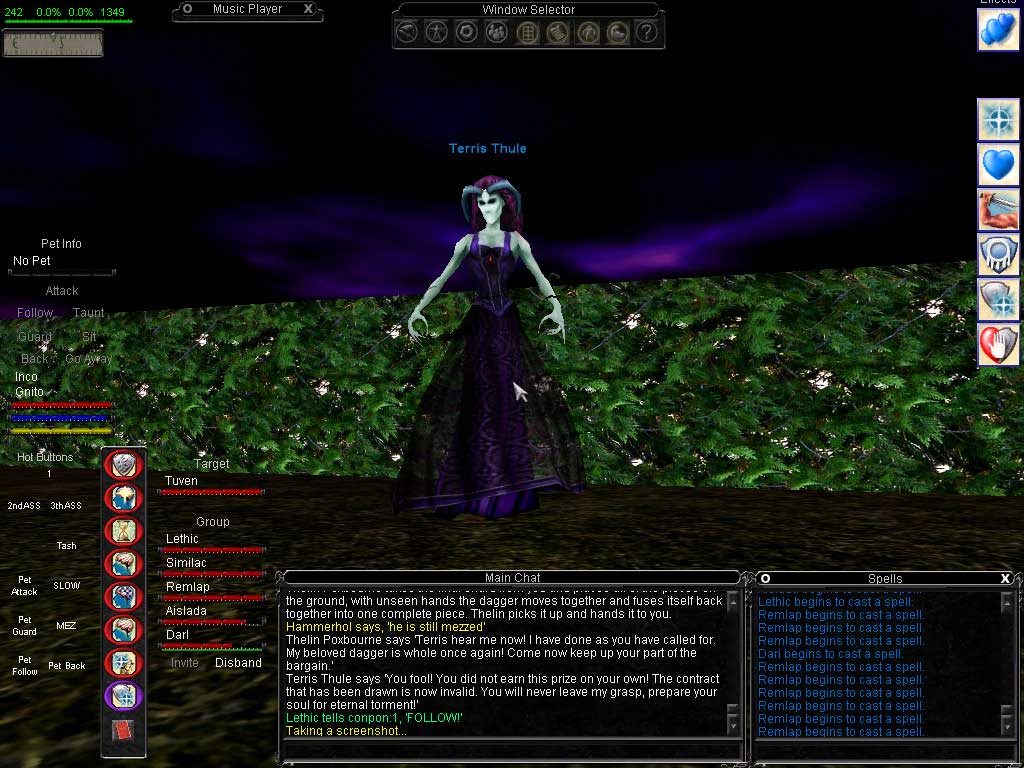 Effects
242 0.0% 0.0% 1349
O Music Player X
Window Selector
?
Terris Thule
Pet Info
No Pet
Attack
Follow Taunt
Guard Sit
Back Go Away
Inco
Gnito
Hot Buttons
1
2ndASS 3thASS
Tash
Pet Attack
SLOW
Pet Guard
MEZ
Pet Follow
Pet Back
Target
Tuven
Group
Lethic
Similac
Remlap
Aislada
Darl
Invite Disband
Main Chat
the ground, with unseen hands the dagger moves together and fuses itself back
together into one complete piece. Thelin picks it up and hands it to you.
Hammerhol says, 'he is still mezzed'
Thelin Poxbourne says 'Terris hear me now! I have done as you have called for.
My beloved dagger is whole once again! Come now keep up your part of the
bargain.'
Terris Thule says 'You fool! You did not earn this prize on your own! The contract
that has been drawn is now invalid. You will never leave my grasp, prepare your
soul for eternal torment!'
Lethic tells conpon:1, 'FOLLOW!'
Taking a screenshot...
O Spells X
Lethic begins to cast a spell.
Remlap begins to cast a spell.
Remlap begins to cast a spell.
Remlap begins to cast a spell.
Darl begins to cast a spell.
Remlap begins to cast a spell.
Remlap begins to cast a spell.
Remlap begins to cast a spell.
Remlap begins to cast a spell.
Remlap begins to cast a spell.
Remlap begins to cast a spell.